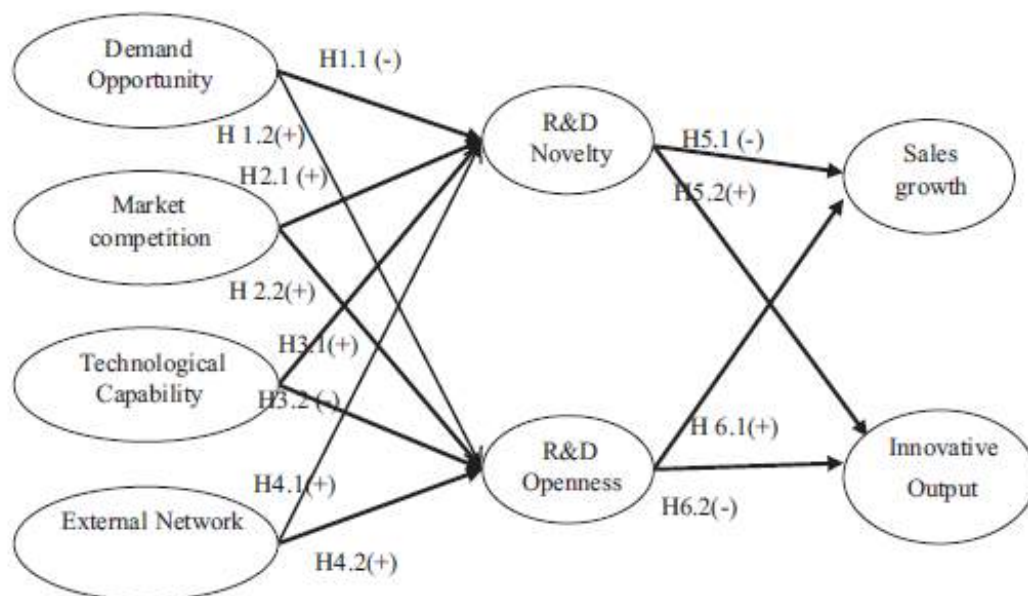 Demand
Opportunity
H1.1 (-)
H 1.2(+)
R&D
Novelty
H5.1 (-)
Sales
growth
H2.1 (+)
H5.2(+)
Market
competition
H 2.2(+)
H3.1(+)
Technological
Capability
H3.2 (-)
H 6.1(+)
R&D
Openness
Innovative
Output
H4.1(+)
H6.2(-)
External Network
H4.2(+)